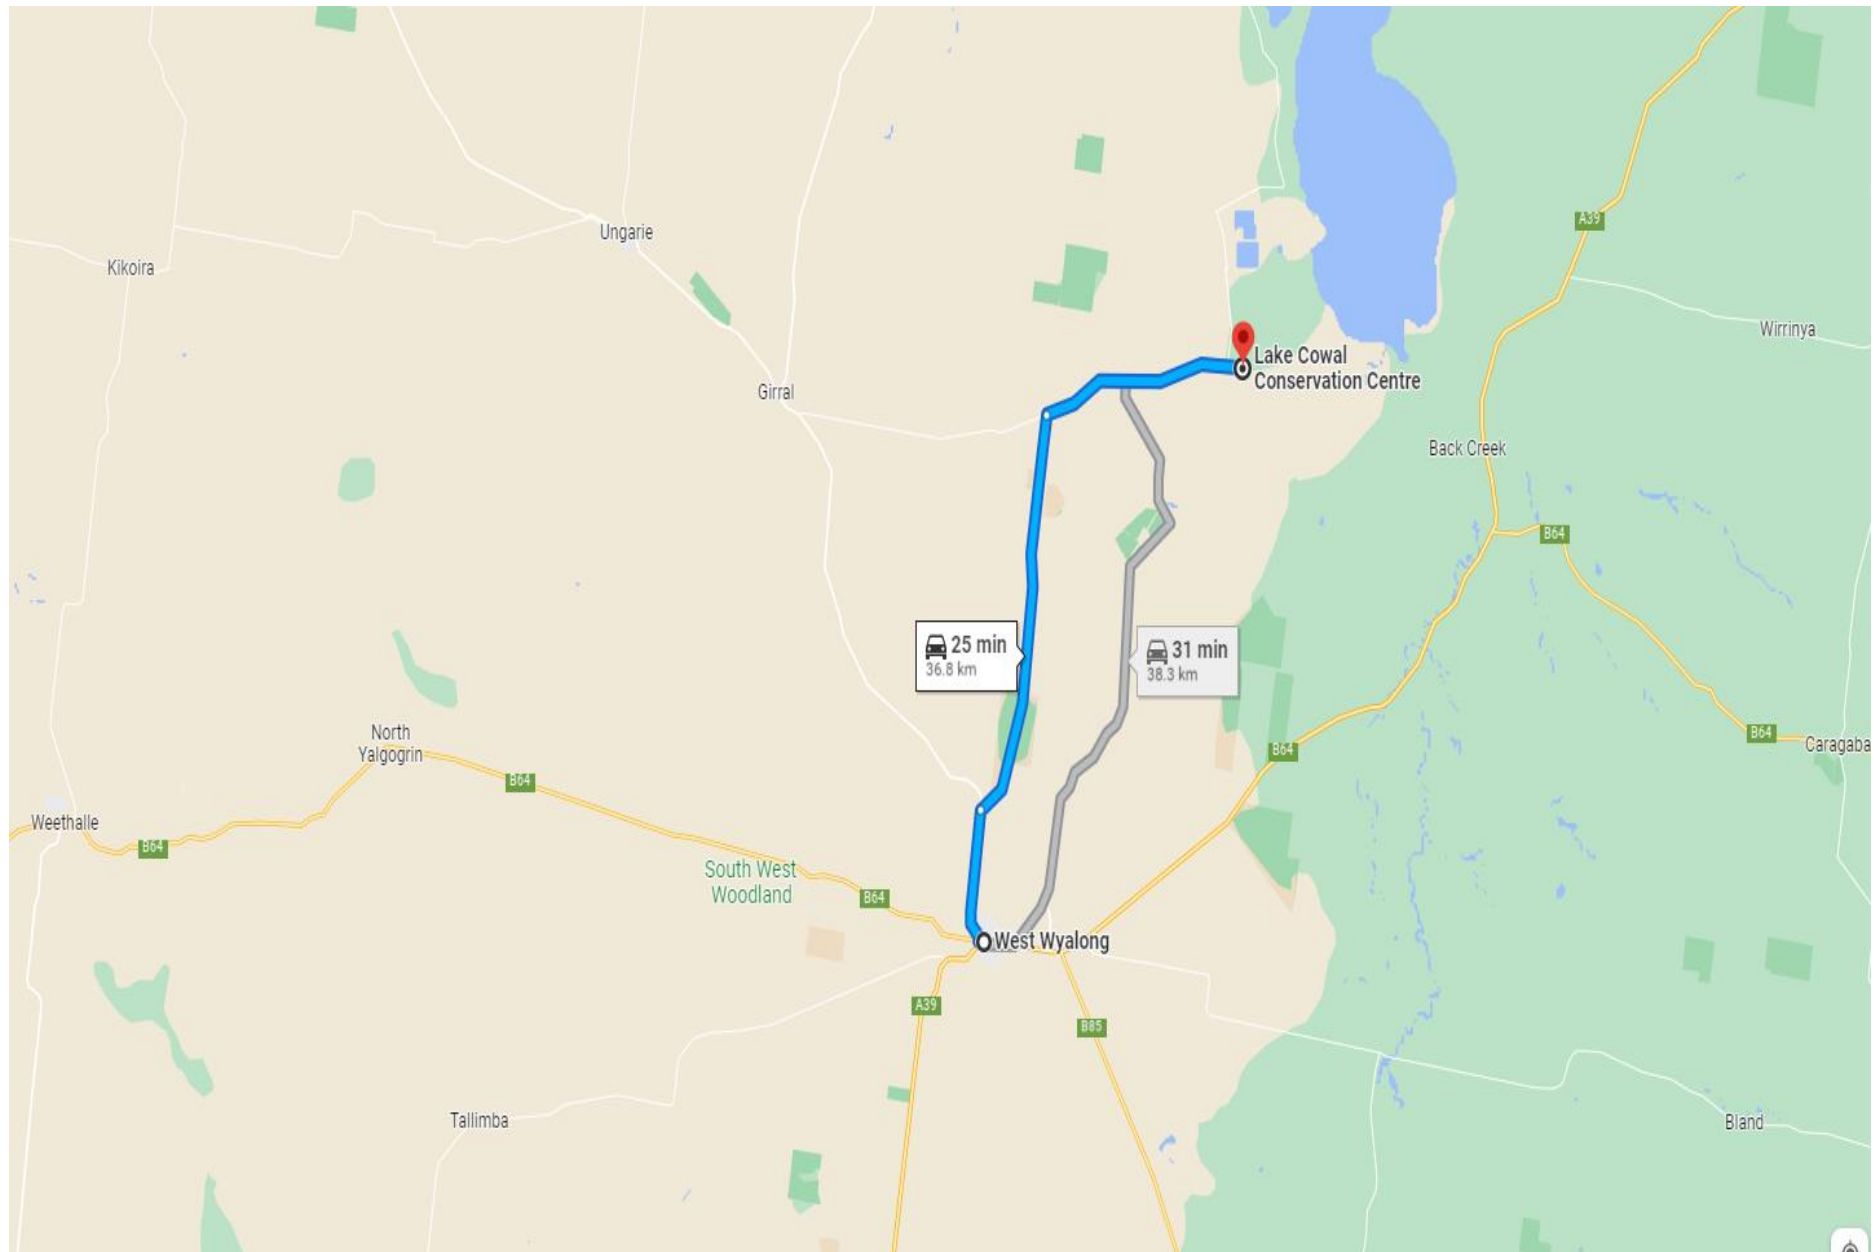 A39
Ungarie
Kikoira
Wirrinya
Lake Cowal
Conservation Centre
Girral
Back Creek
B64
25 min
36.8 km
31 min
38.3 km
North
Yalgogrin
B64
B64
B64
Caragaba
Weethalle
B64
South West
Woodland
B64
West Wyalong
A39
B85
Tallimba
Bland